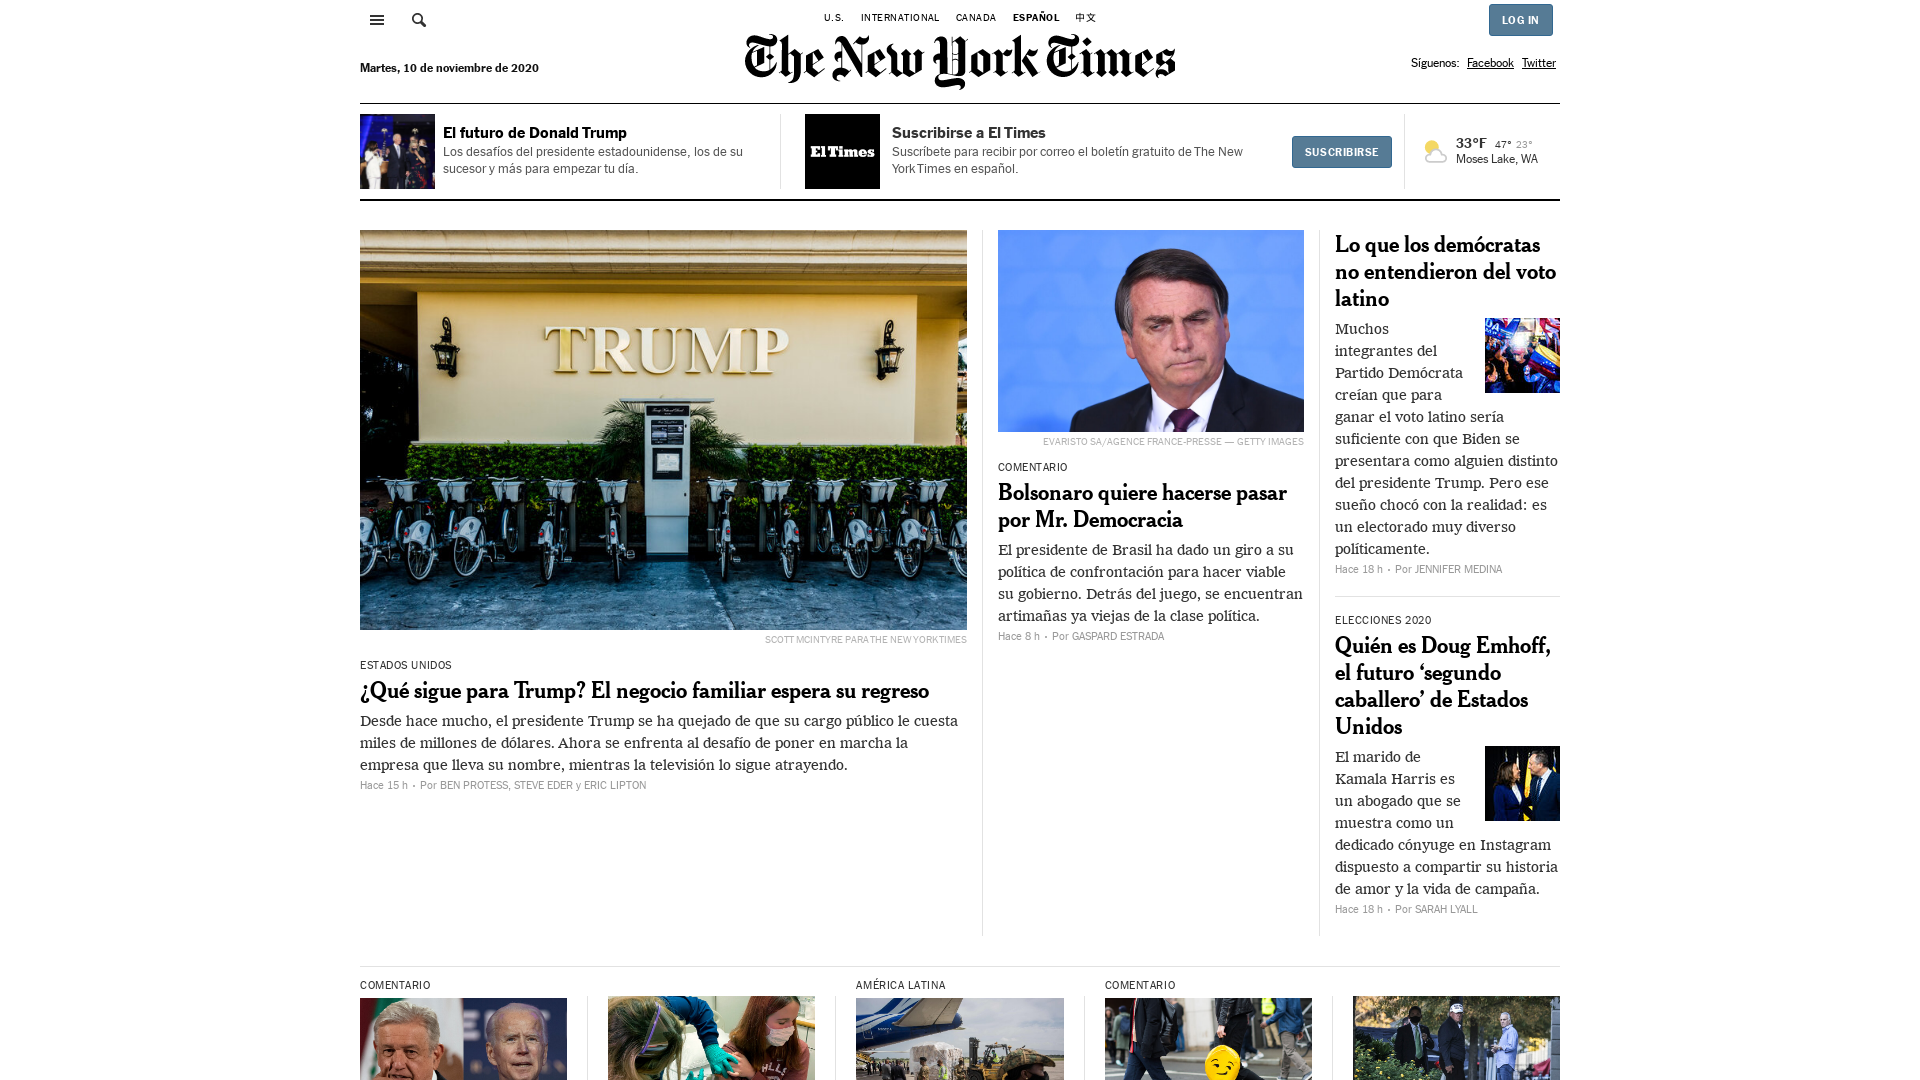 U.S. INTERNATIONAL CANADA ESPAÑOL 中文
LOG IN
The New York Times
Martes, 10 de noviembre de 2020
Síguenos: Facebook Twitter
El futuro de Donald Trump
Los desafíos del presidente estadounidense, los de su
sucesor y más para empezar tu día.
El Times
Suscribirse a El Times
Suscríbete para recibir por correo el boletín gratuito de The New
York Times en español.
SUSCRIBIRSE
33°F 47° 23°
Moses Lake, WA
TRUMP
SCOTT MCINTYRE PARA THE NEW YORK TIMES
ESTADOS UNIDOS
¿Qué sigue para Trump? El negocio familiar espera su regreso
Desde hace mucho, el presidente Trump se ha quejado de que su cargo público le cuesta
miles de millones de dólares. Ahora se enfrenta al desafío de poner en marcha la
empresa que lleva su nombre, mientras la televisión lo sigue atrayendo.
Hace 15 h • Por BEN PROTESS, STEVE EDER y ERIC LIPTON
EVARISTO SA/AGENCE FRANCE-PRESSE — GETTY IMAGES
COMENTARIO
Bolsonaro quiere hacerse pasar
por Mr. Democracia
El presidente de Brasil ha dado un giro a su
política de confrontación para hacer viable
su gobierno. Detrás del juego, se encuentran
artimañas ya viejas de la clase política.
Hace 8 h • Por GASPARD ESTRADA
Lo que los demócratas
no entendieron del voto
latino
Muchos
integrantes del
Partido Demócrata
creían que para
ganar el voto latino sería
suficiente con que Biden se
presentara como alguien distinto
del presidente Trump. Pero ese
sueño chocó con la realidad: es
un electorado muy diverso
políticamente.
Hace 18 h • Por JENNIFER MEDINA
ELECCIONES 2020
Quién es Doug Emhoff,
el futuro ‘segundo
caballero’ de Estados
Unidos
El marido de
Kamala Harris es
un abogado que se
muestra como un
dedicado cónyuge en Instagram
dispuesto a compartir su historia
de amor y la vida de campaña.
Hace 18 h • Por SARAH LYALL
COMENTARIO
AMÉRICA LATINA
COMENTARIO